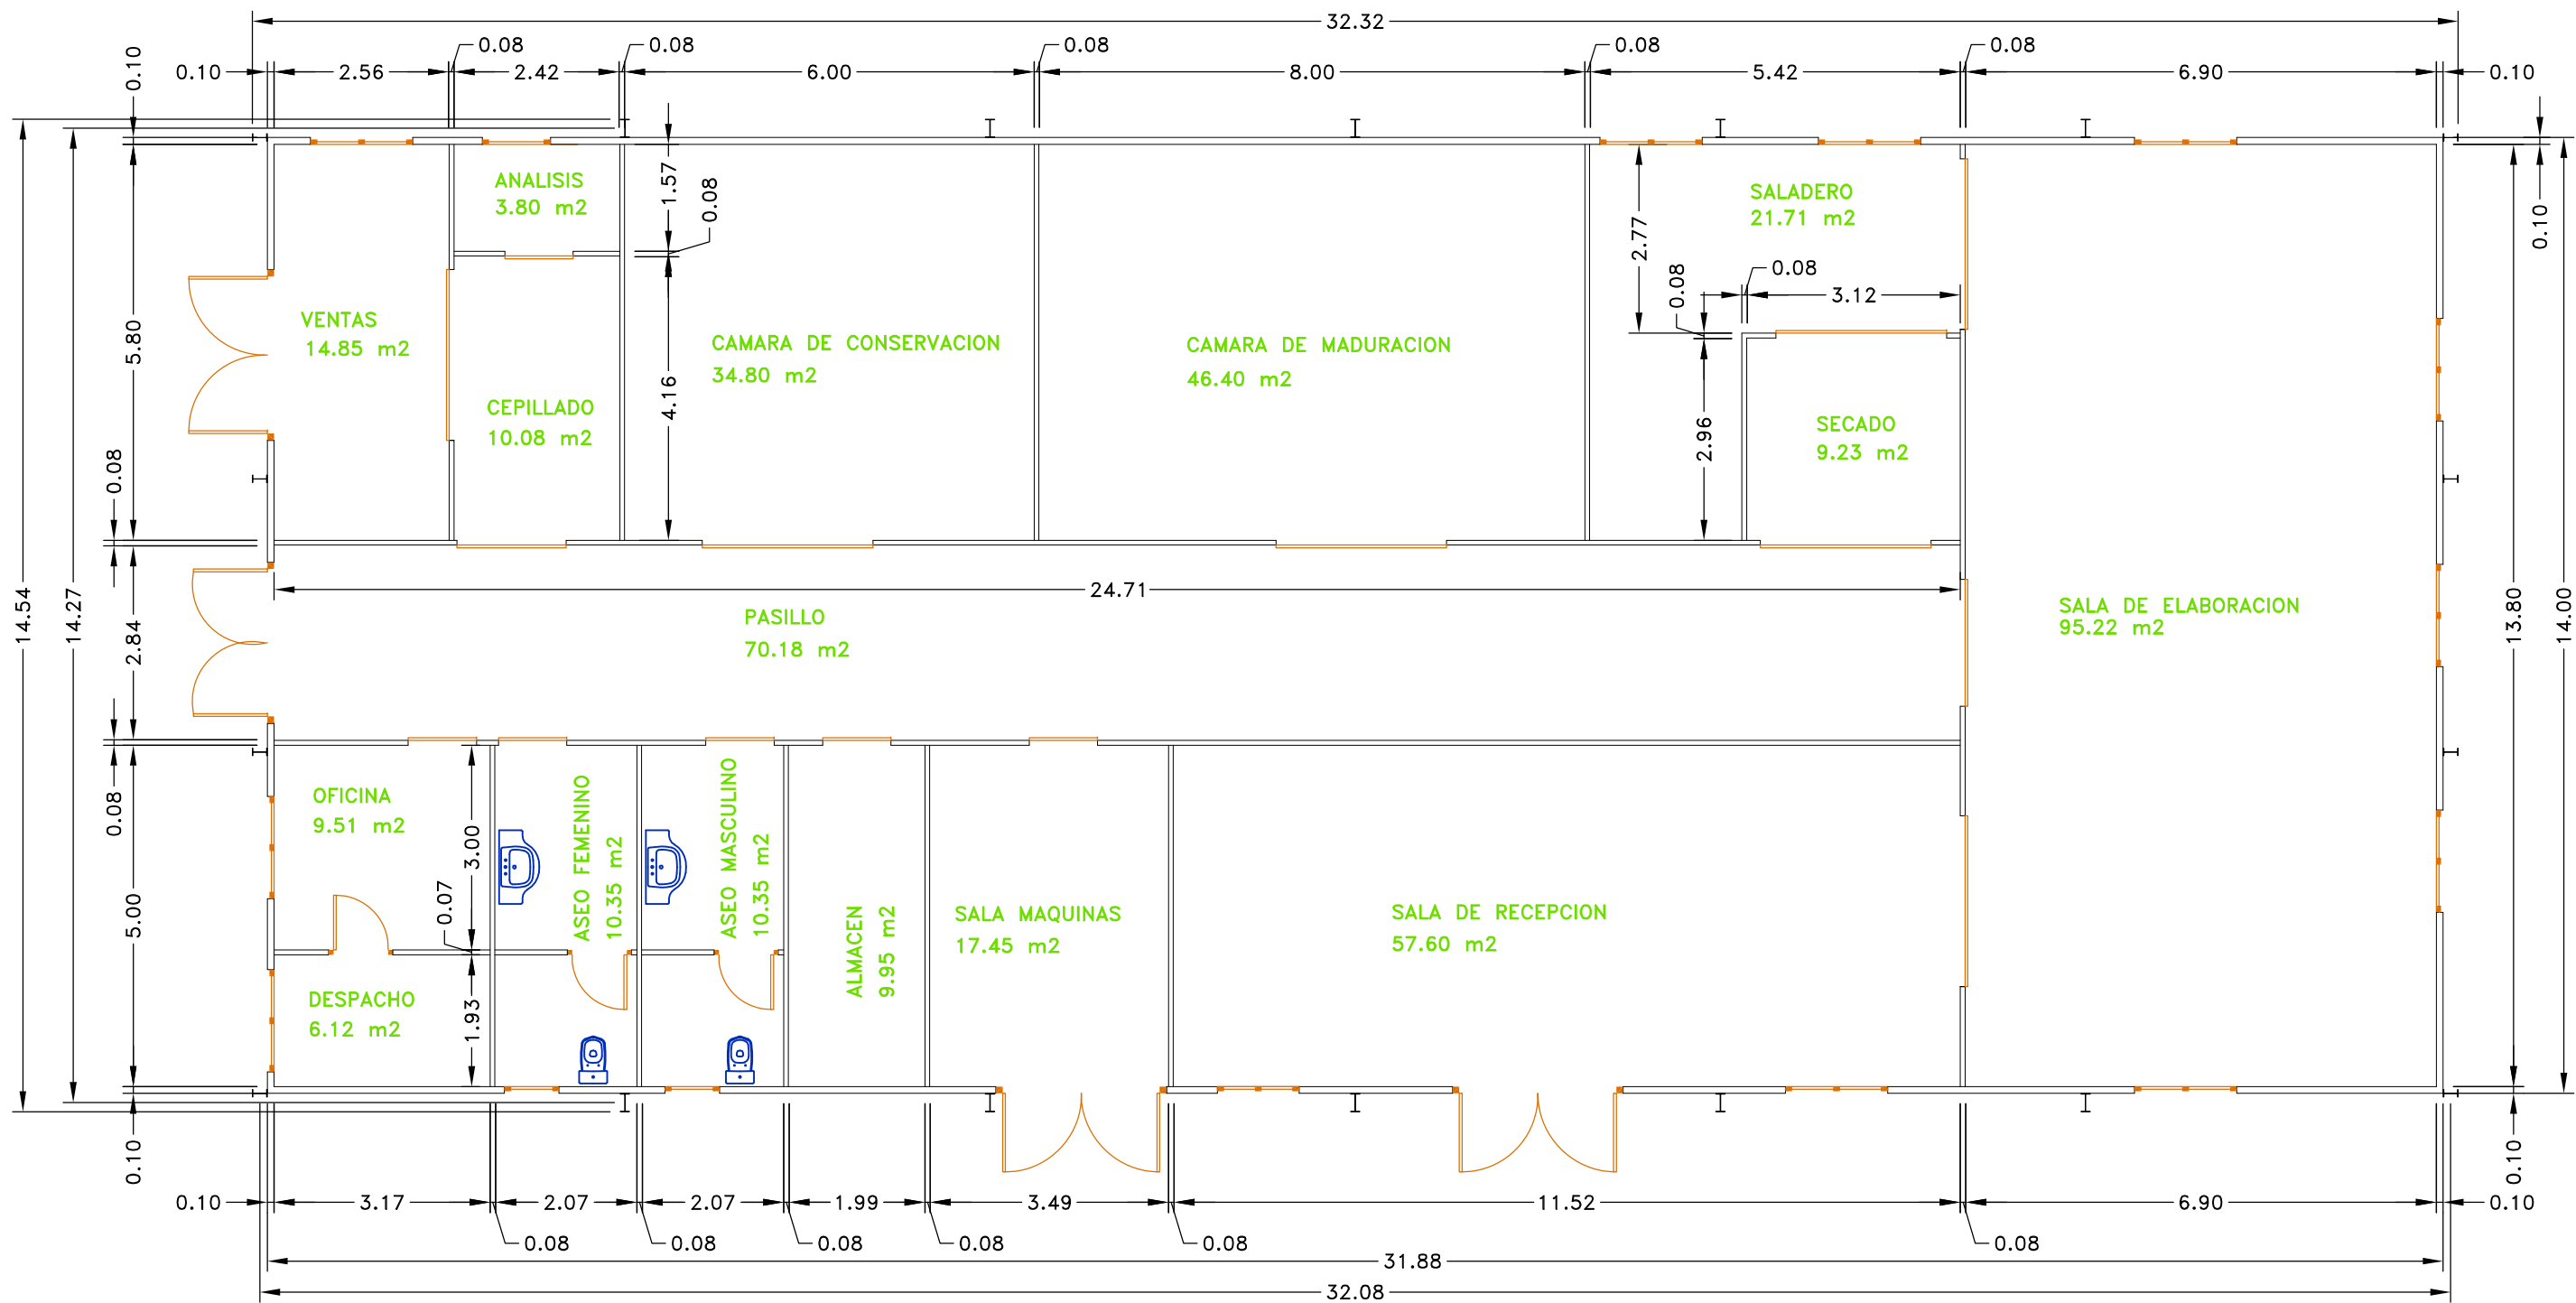 32.32
0.08
0.08
0.08
0.08
0.08
0.10
0.10
2.56
2.42
6.00
8.00
5.42
6.90
0.10
1.57
0.08
0.10
ANALISIS
3.80 m2
SALADERO
21.71 m2
2.77
0.08
0.08
3.12
VENTAS
14.85 m2
5.80
CAMARA DE CONSERVACION
34.80 m2
CAMARA DE MADURACION
46.40 m2
4.16
CEPILLADO
10.08 m2
SECADO
9.23 m2
2.96
0.08
14.54
14.27
2.84
24.71
PASILLO
70.18 m2
SALA DE ELABORACION
95.22 m2
13.80
14.00
0.08
OFICINA
9.51 m2
3.00
0.07
ASEO FEMENINO
10.35 m2
ASEO MASCULINO
10.35 m2
ALMACEN
9.95 m2
SALA MAQUINAS
17.45 m2
SALA DE RECEPCION
57.60 m2
5.00
DESPACHO
6.12 m2
1.93
0.10
0.10
0.10
3.17
2.07
2.07
1.99
3.49
11.52
6.90
0.10
0.08
0.08
0.08
0.08
0.08
0.08
31.88
32.08